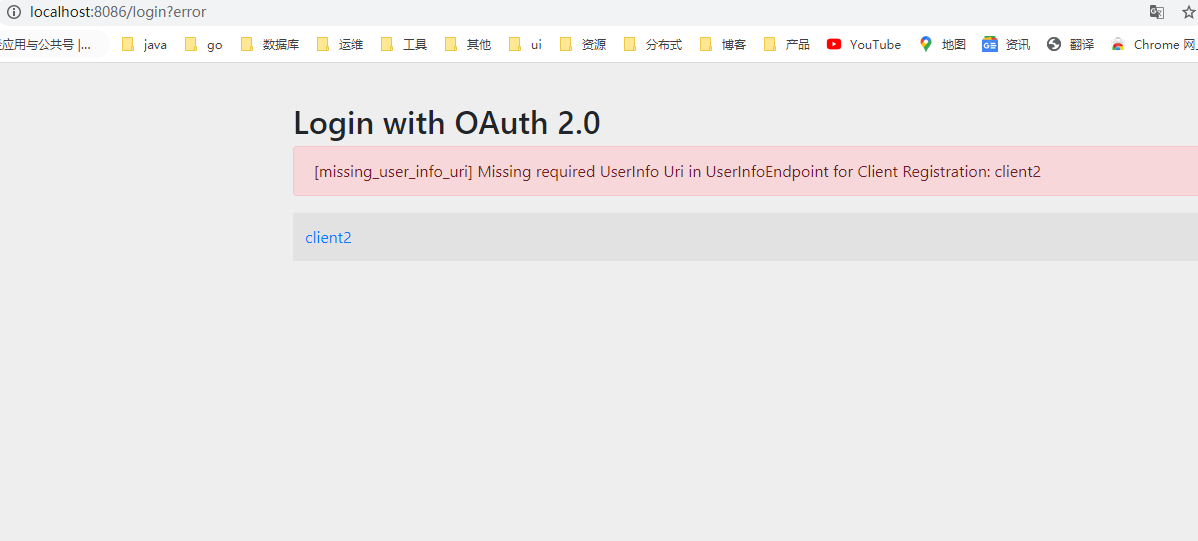 localhost:8086/login?error
应用与公共号 |... java go 数据库 运维 工具 其他 ui 资源 分布式 博客 产品 YouTube 地图 资讯 翻译 Chrome 网
Login with OAuth 2.0
[missing_user_info_uri] Missing required UserInfo Uri in UserInfoEndpoint for Client Registration: client2
client2